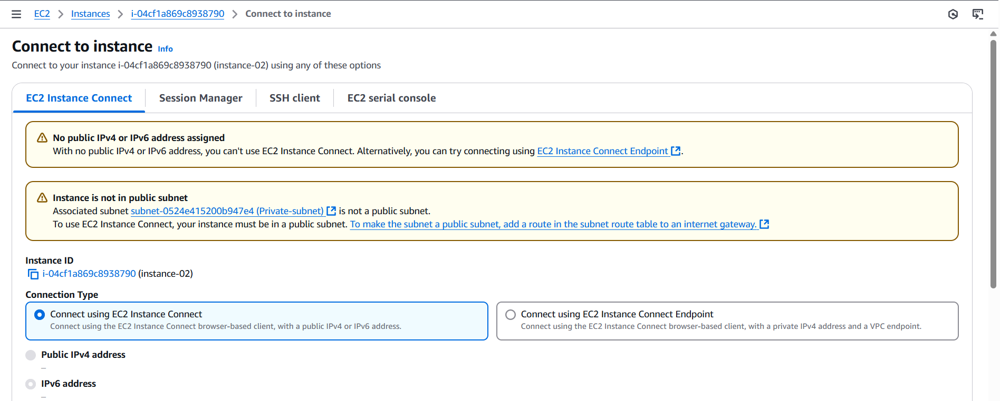 EC2 > Instances > i-04cf1a869c8938790 > Connect to instance
Connect to instance Info
Connect to your instance i-04cf1a869c8938790 (instance-02) using any of these options
EC2 Instance Connect Session Manager SSH client EC2 serial console
No public IPv4 or IPv6 address assigned
With no public IPv4 or IPv6 address, you can't use EC2 Instance Connect. Alternatively, you can try connecting using EC2 Instance Connect Endpoint.
Instance is not in public subnet
Associated subnet subnet-0524e415200b947e4 (Private-subnet) is not a public subnet.
To use EC2 Instance Connect, your instance must be in a public subnet. To make the subnet a public subnet, add a route in the subnet route table to an internet gateway.
Instance ID
i-04cf1a869c8938790 (instance-02)
Connection Type
Connect using EC2 Instance Connect
Connect using the EC2 Instance Connect browser-based client, with a public IPv4 or IPv6 address.
Connect using EC2 Instance Connect Endpoint
Connect using the EC2 Instance Connect browser-based client, with a private IPv4 address and a VPC endpoint.
Public IPv4 address
–
IPv6 address
–